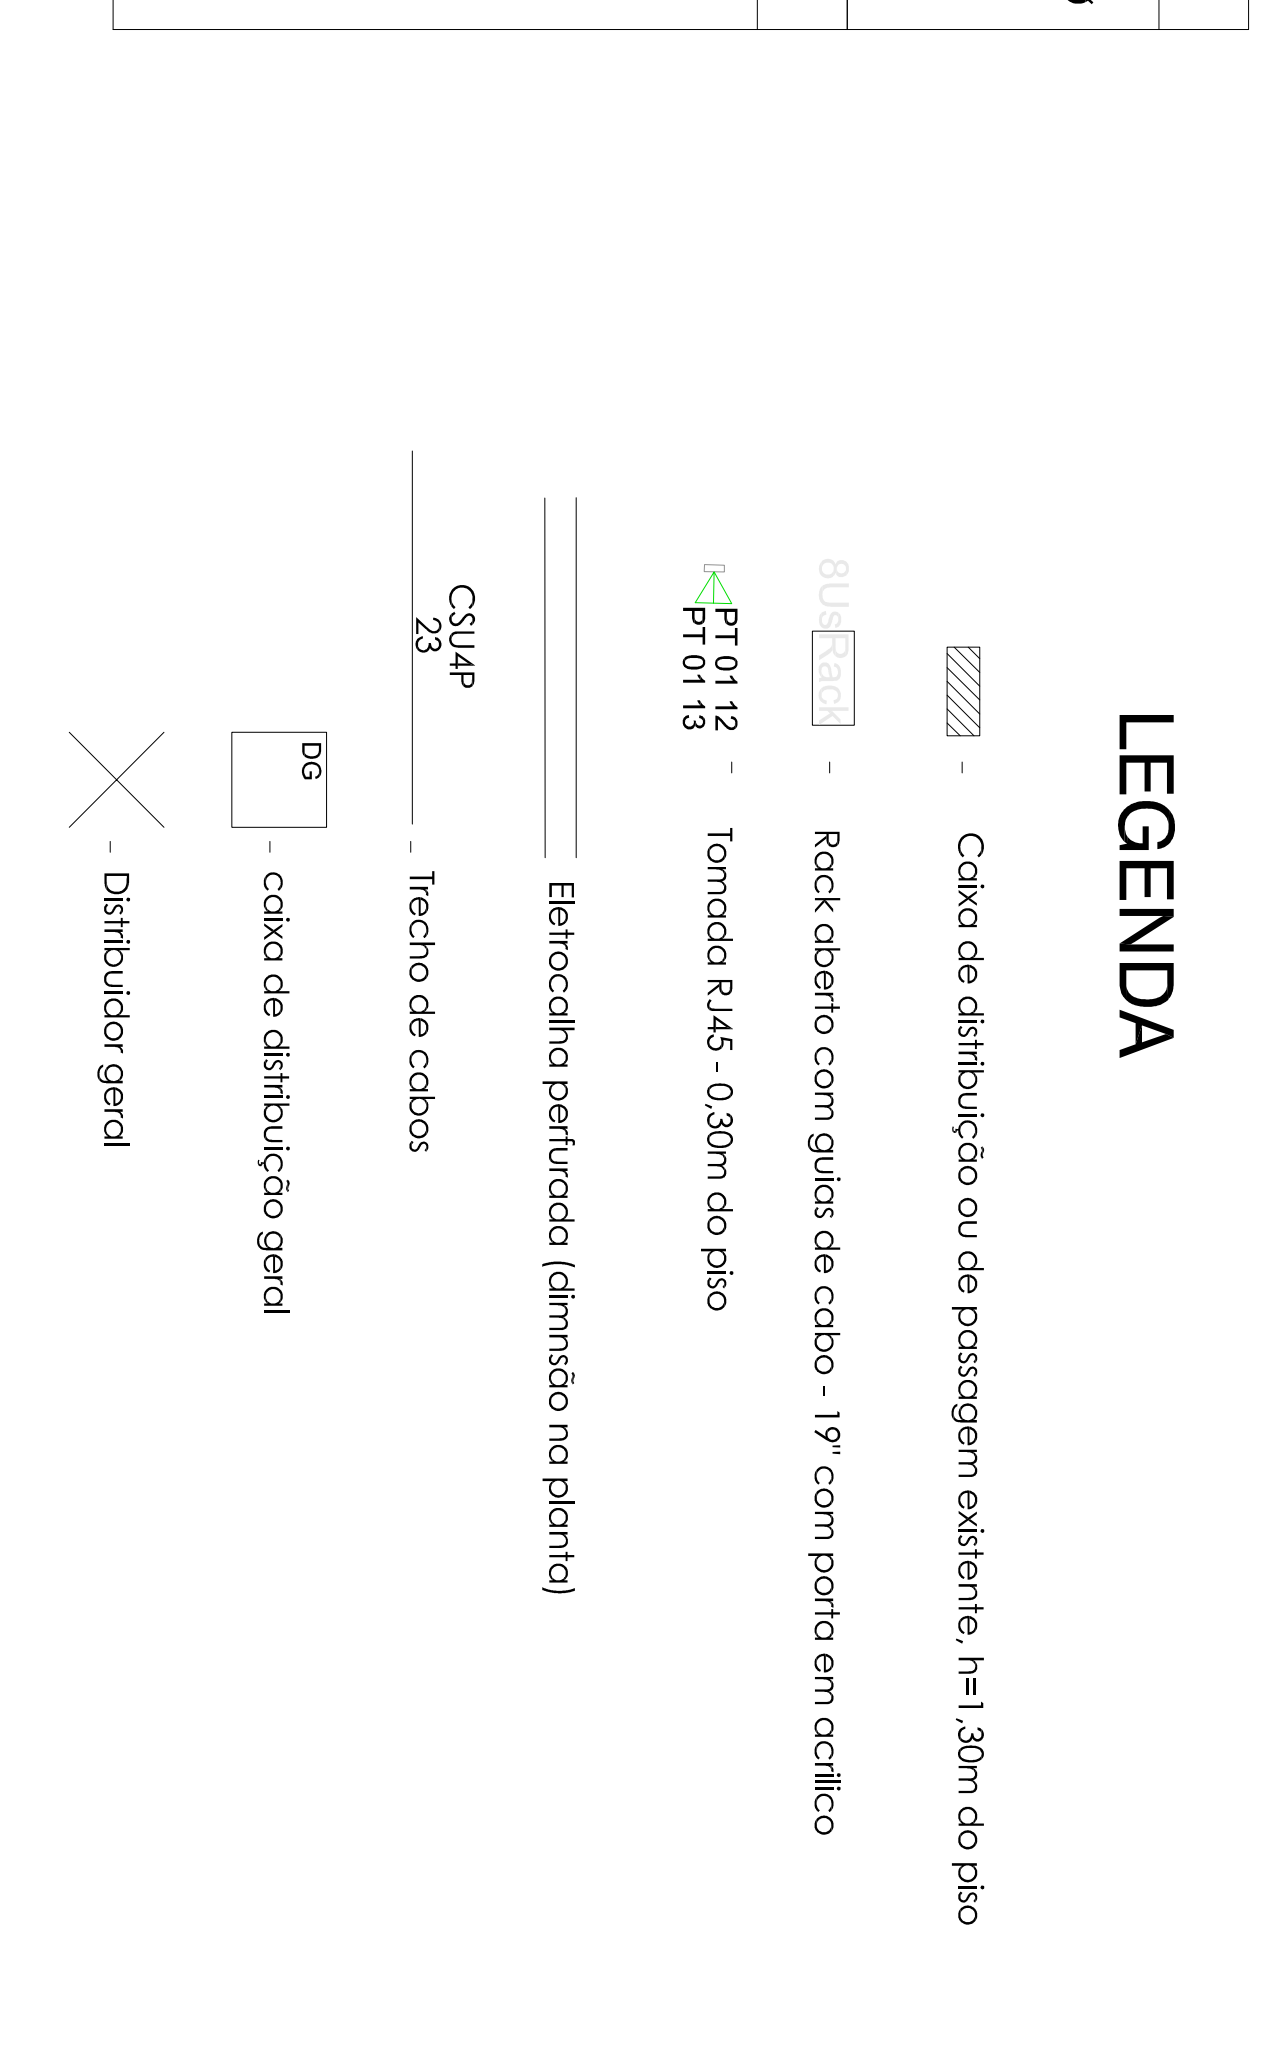 LEGENDA
- Caixa de distribuição ou de passagem existente, h=1,30m do piso
8UsRack - Rack aberto com guias de cabo - 19" com porta em acrilico
PT 01 12
PT 01 13
- Tomada RJ45 - 0,30m do piso
Eletrocalha perfurada (dimnsão na planta)
CSU4P
23
- Trecho de cabos
DG - caixa de distribuição geral
- Distribuidor geral